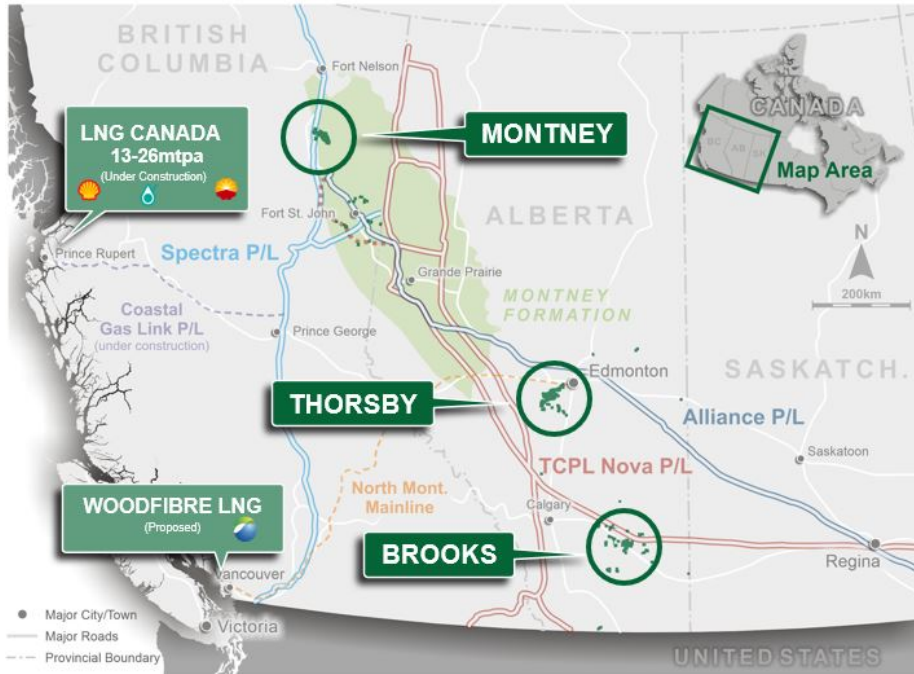 BRITISH
COLUMBIA
Fort Nelson
LNG CANADA
13-26mtpa
(Under Construction)
MONTNEY
CANADA
BC
AB
SK
Map Area
Fort St. John
ALBERTA
N
200km
Prince Rupert
Spectra P/L
Grande Prairie
MONTNEY
FORMATION
Coastal
Gas Link P/L
(under construction)
Prince George
SASKATCH.
THORSBY
Edmonton
Alliance P/L
Saskatoon
TCPL Nova P/L
North Mont.
Mainline
WOODFIBRE LNG
(Proposed)
Calgary
BROOKS
Regina
Vancouver
Major City/Town
Victoria
Major Roads
Provincial Boundary
UNITED STATES